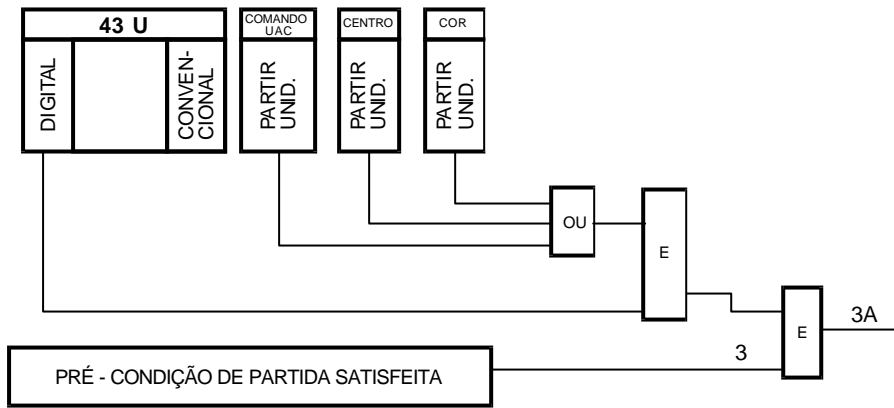 43 U
DIGITAL
CONVEN-
CIONAL
COMANDO
UAC
PARTIR
UNID.
CENTRO
PARTIR
UNID.
COR
PARTIR
UNID.
OU
E
E
3A
3
PRÉ - CONDIÇÃO DE PARTIDA SATISFEITA